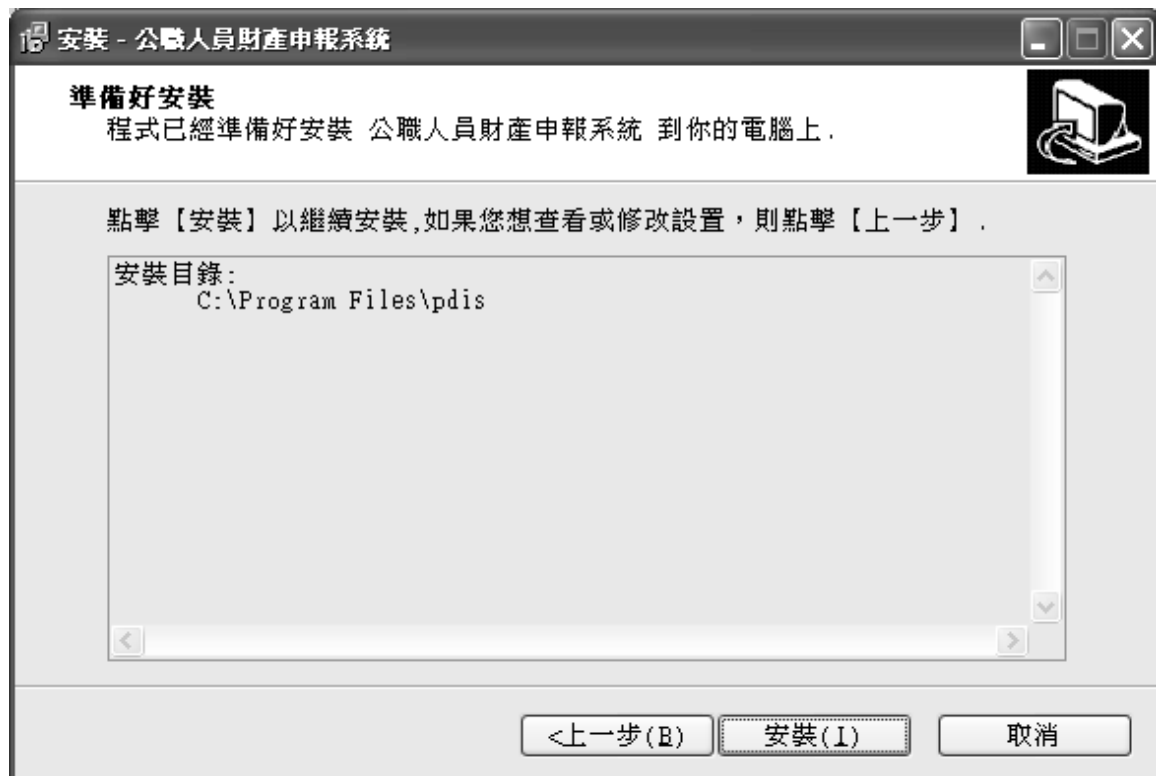 安裝 - 公職人員財產申報系統
準備好安裝
程式已經準備好安裝 公職人員財產申報系統 到你的電腦上.
點擊【安裝】以繼續安裝,如果您想查看或修改設置，則點擊【上一步】.
安裝目錄:
C:\Program Files\pdis
<上一步(B) 安裝(I) 取消